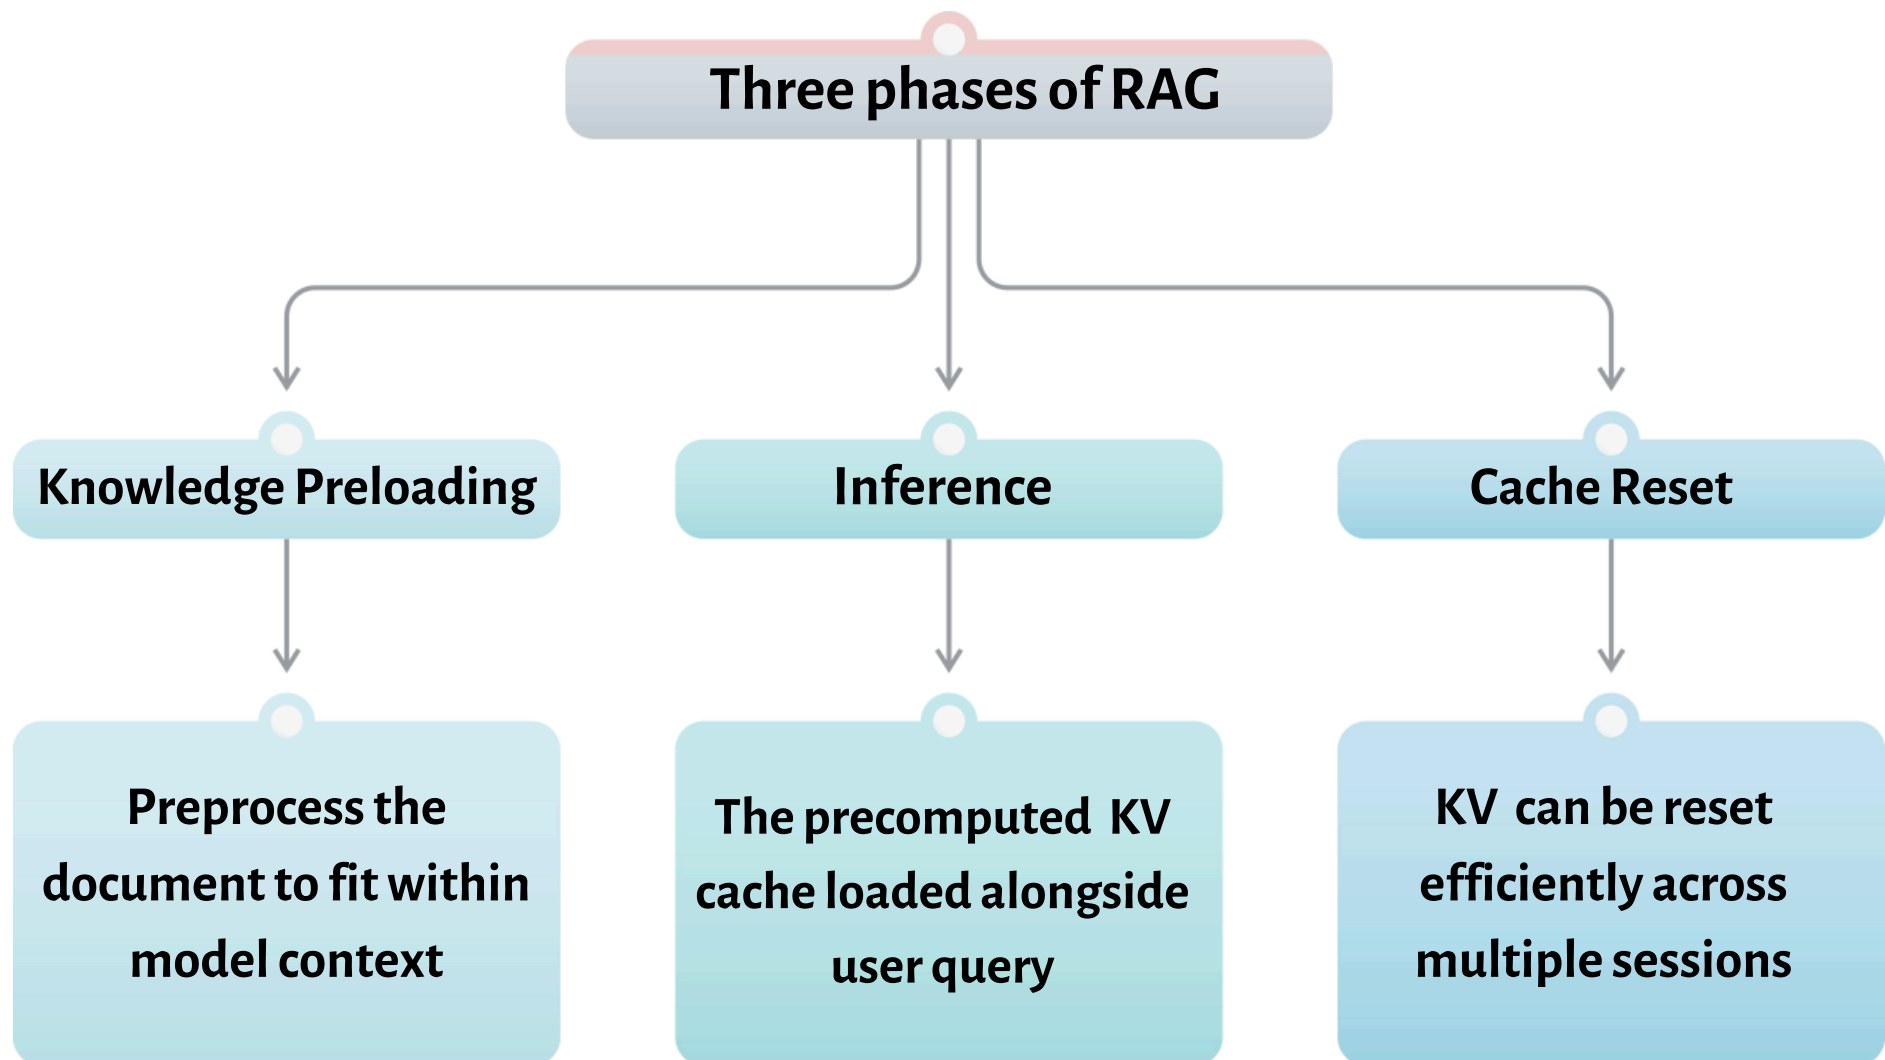 Three phases of RAG
Knowledge Preloading
Inference
Cache Reset
Preprocess the
document to fit within
model context
The precomputed KV
cache loaded alongside
user query
KV can be reset
efficiently across
multiple sessions